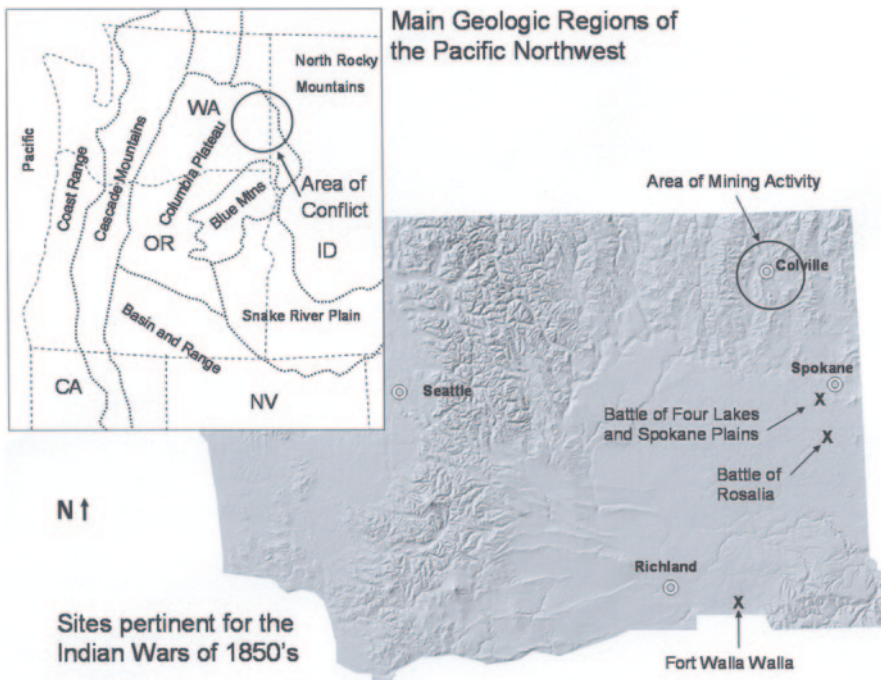 Main Geologic Regions of
the Pacific Northwest
North Rocky
Mountains
WA
Pacific
Coast Range
Cascade Mountains
Columbia Plateau
Blue Mtns
Area of
Conflict
OR
ID
Snake River Plain
Basin and Range
CA
NV
Area of Mining Activity
Colville
Spokane
Seattle
X
Battle of Four Lakes
and Spokane Plains
X
Battle of
Rosalia
N↑
Richland
X
Sites pertinent for the
Indian Wars of 1850's
Fort Walla Walla